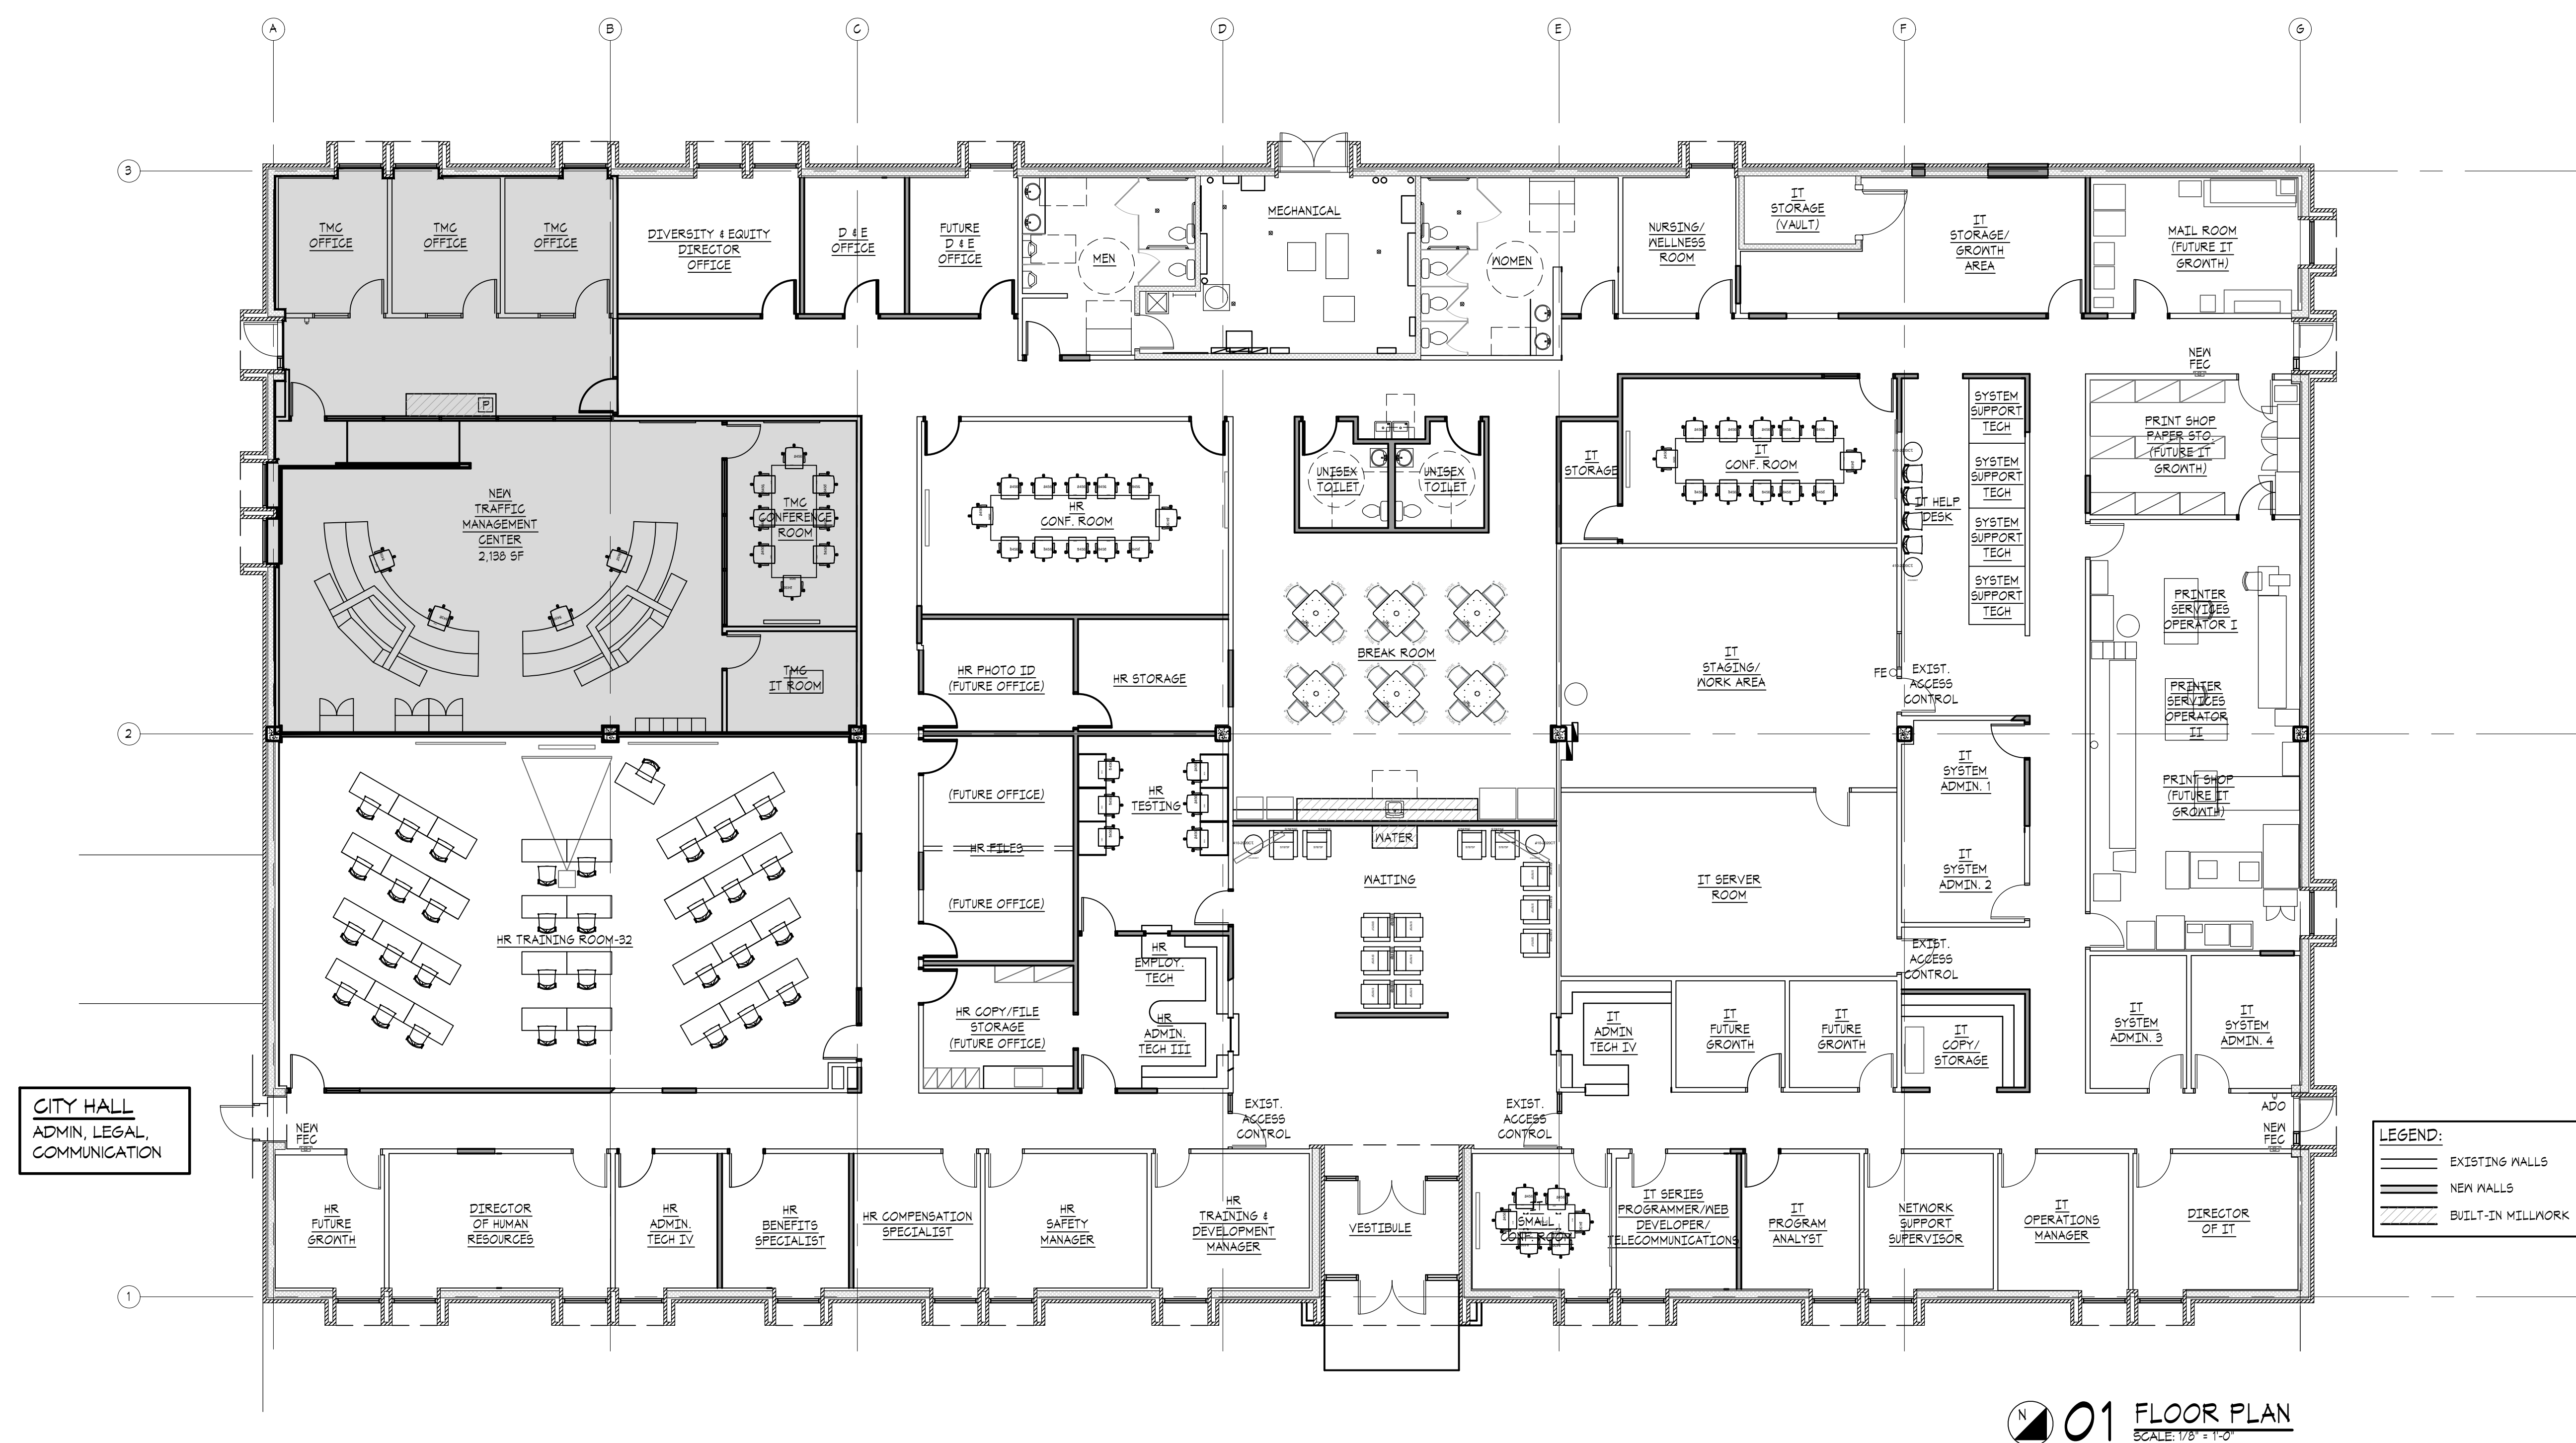 A
B
C
D
E
F
G
3
TMC
OFFICE
TMC
OFFICE
TMC
OFFICE
DIVERSITY & EQUITY
DIRECTOR
OFFICE
D & E
OFFICE
FUTURE
D & E
OFFICE
MEN
MECHANICAL
WOMEN
NURSING/
WELLNESS
ROOM
IT
STORAGE
(VAULT)
IT
STORAGE/
GROWTH
AREA
MAIL ROOM
(FUTURE IT
GROWTH)
NEW
FEC
P
NEW
TRAFFIC
MANAGEMENT
CENTER
2,138 SF
TMC
CONFERENCE
ROOM
TMC
IT ROOM
HR
CONF. ROOM
UNISEX
TOILET
UNISEX
TOILET
IT
STORAGE
IT
CONF. ROOM
IT HELP
DESK
SYSTEM
SUPPORT
TECH
SYSTEM
SUPPORT
TECH
SYSTEM
SUPPORT
TECH
SYSTEM
SUPPORT
TECH
PRINT SHOP
PAPER STO.
(FUTURE IT
GROWTH)
HR PHOTO ID
(FUTURE OFFICE)
HR STORAGE
BREAK ROOM
IT
STAGING/
WORK AREA
FE
EXIST.
ACCESS
CONTROL
PRINTER
SERVICES
OPERATOR I
PRINTER
SERVICES
OPERATOR
II
PRINT SHOP
(FUTURE IT
GROWTH)
2
HR TRAINING ROOM-32
(FUTURE OFFICE)
HR FILES
(FUTURE OFFICE)
HR
TESTING
WATER
WAITING
IT SERVER
ROOM
IT
SYSTEM
ADMIN. 1
IT
SYSTEM
ADMIN. 2
EXIST.
ACCESS
CONTROL
HR
EMPLOY.
TECH
HR
ADMIN.
TECH III
HR COPY/FILE
STORAGE
(FUTURE OFFICE)
IT
ADMIN
TECH IV
IT
FUTURE
GROWTH
IT
FUTURE
GROWTH
IT
COPY/
STORAGE
IT
SYSTEM
ADMIN. 3
IT
SYSTEM
ADMIN. 4
CITY HALL
ADMIN, LEGAL,
COMMUNICATION
NEW
FEC
EXIST.
ACCESS
CONTROL
EXIST.
ACCESS
CONTROL
ADO
NEW
FEC
HR
FUTURE
GROWTH
DIRECTOR
OF HUMAN
RESOURCES
HR
ADMIN.
TECH IV
HR
BENEFITS
SPECIALIST
HR COMPENSATION
SPECIALIST
HR
SAFETY
MANAGER
HR
TRAINING &
DEVELOPMENT
MANAGER
VESTIBULE
IT
SMALL
CONF. ROOM
IT SERIES
PROGRAMMER/WEB
DEVELOPER/
TELECOMMUNICATIONS
IT
PROGRAM
ANALYST
NETWORK
SUPPORT
SUPERVISOR
IT
OPERATIONS
MANAGER
DIRECTOR
OF IT
LEGEND:
EXISTING WALLS
NEW WALLS
BUILT-IN MILLWORK
1
N
01
FLOOR PLAN
SCALE: 1/8" = 1'-0"